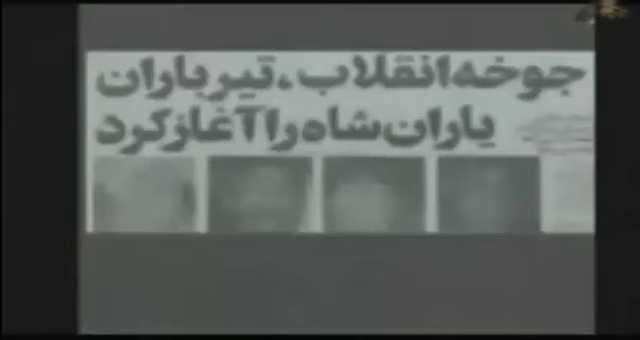 جوخه انقلاب، تیرباران
یاران شاه را آغاز کرد